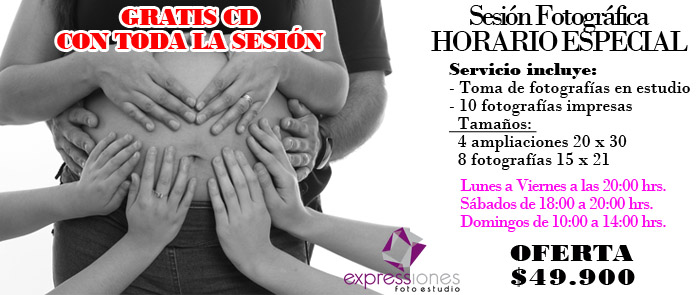 GRATIS CD
CON TODA LA SESIÓN
Sesión Fotográfica
HORARIO ESPECIAL
Servicio incluye:
- Toma de fotografías en estudio
- 10 fotografías impresas
Tamaños:
4 ampliaciones 20 x 30
8 fotografías 15 x 21
Lunes a Viernes a las 20:00 hrs.
Sábados de 18:00 a 20:00 hrs.
Domingos de 10:00 a 14:00 hrs.
OFERTA
$49.900
expressiones
foto estudio